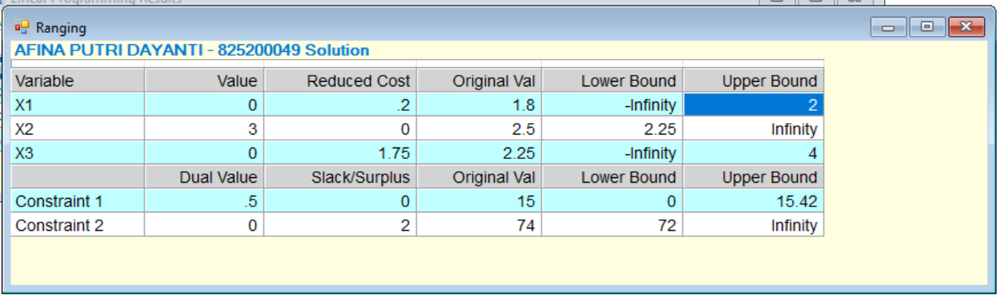 Linear Programming Results
Ranging
AFINA PUTRI DAYANTI - 825200049 Solution
Variable Value Reduced Cost Original Val Lower Bound Upper Bound
X1 0 .2 1.8 -Infinity 2
X2 3 0 2.5 2.25 Infinity
X3 0 1.75 2.25 -Infinity 4
Dual Value Slack/Surplus Original Val Lower Bound Upper Bound
Constraint 1 .5 0 15 0 15.42
Constraint 2 0 2 74 72 Infinity